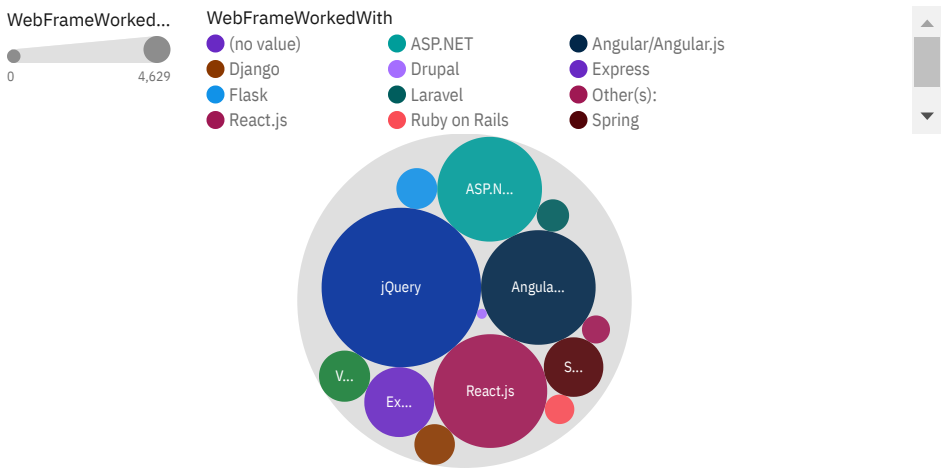 WebFrameWorked...
0 4,629
WebFrameWorkedWith
(no value) ASP.NET Angular/Angular.js
Django Drupal Express
Flask Laravel Other(s):
React.js Ruby on Rails Spring
ASP.N...
jQuery Angula...
V... Ex... React.js S...